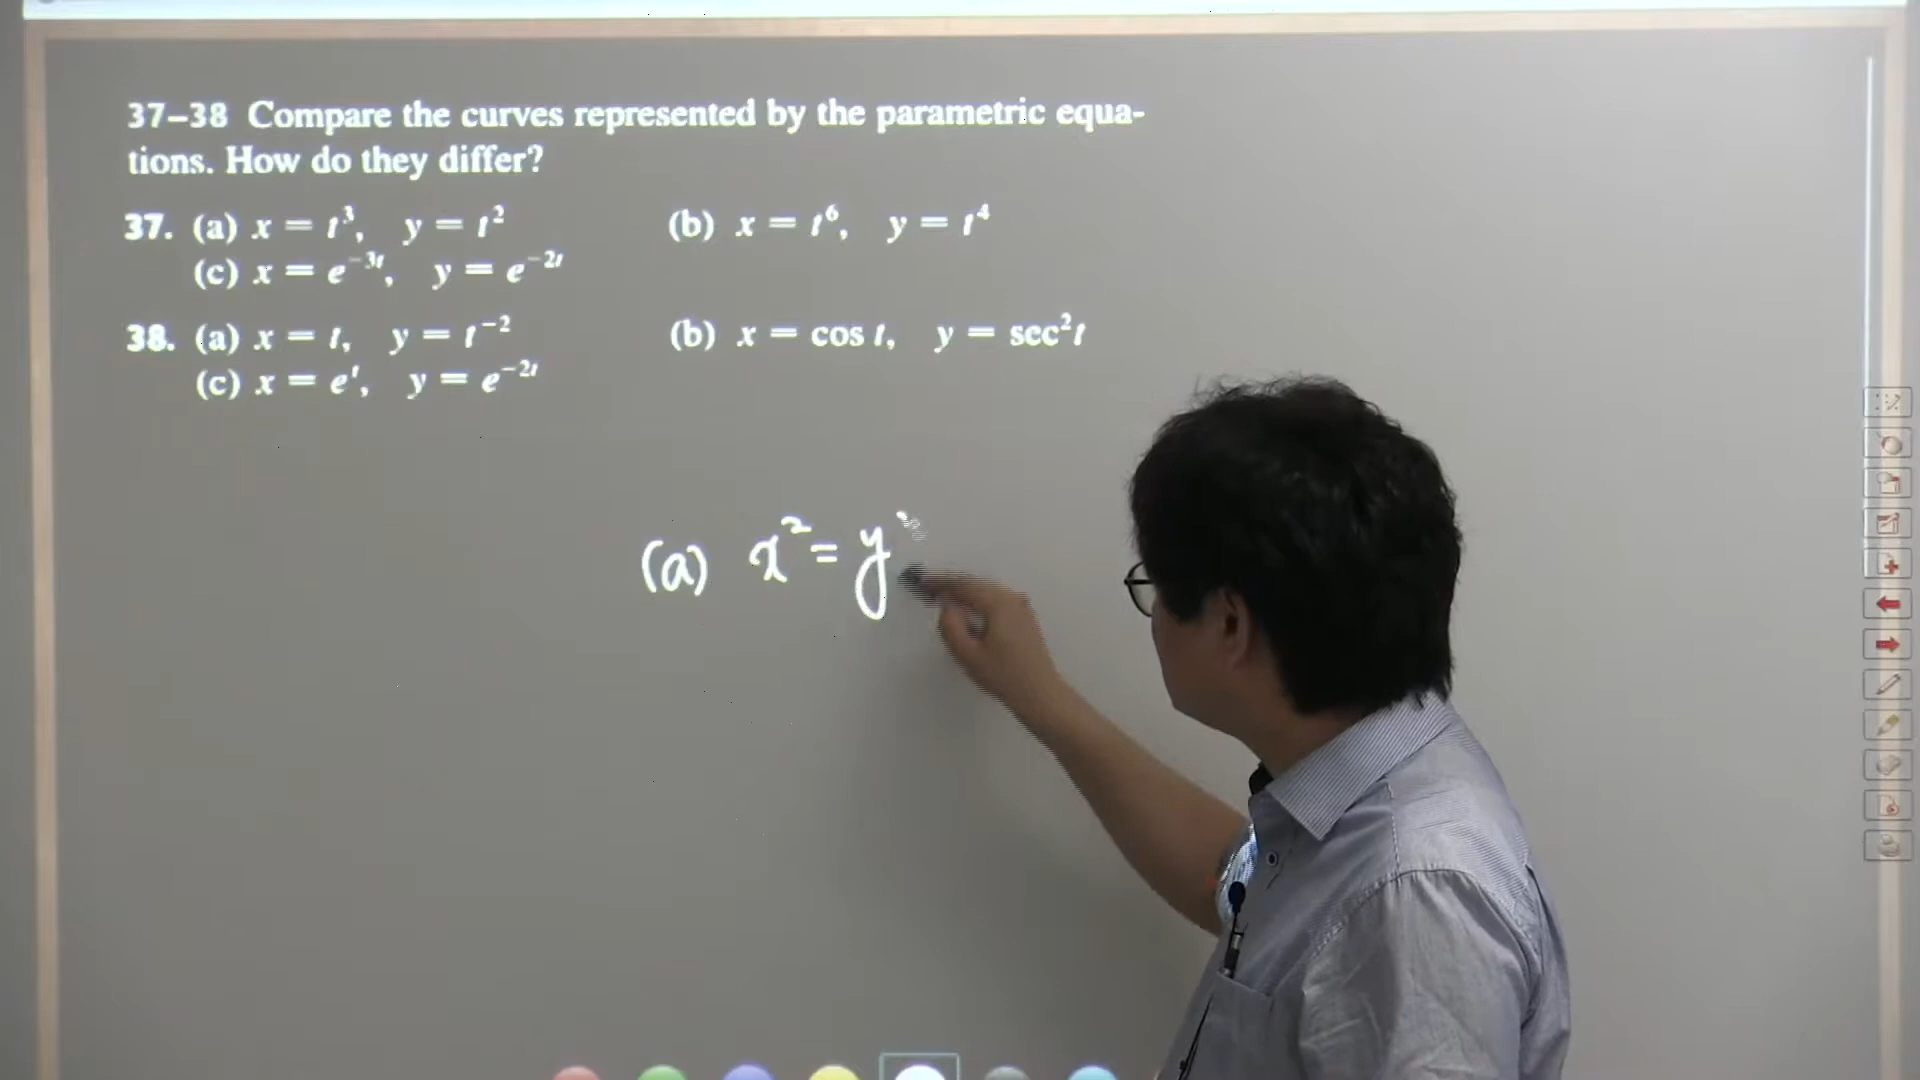 37–38 Compare the curves represented by the parametric equa-
tions. How do they differ?
37. (a) x = t³, y = t² (b) x = t⁶, y = t⁴
(c) x = e⁻³ᵗ, y = e⁻²ᵗ
38. (a) x = t, y = t⁻² (b) x = cos t, y = sec²t
(c) x = eᵗ, y = e⁻²ᵗ
(a) x² = y